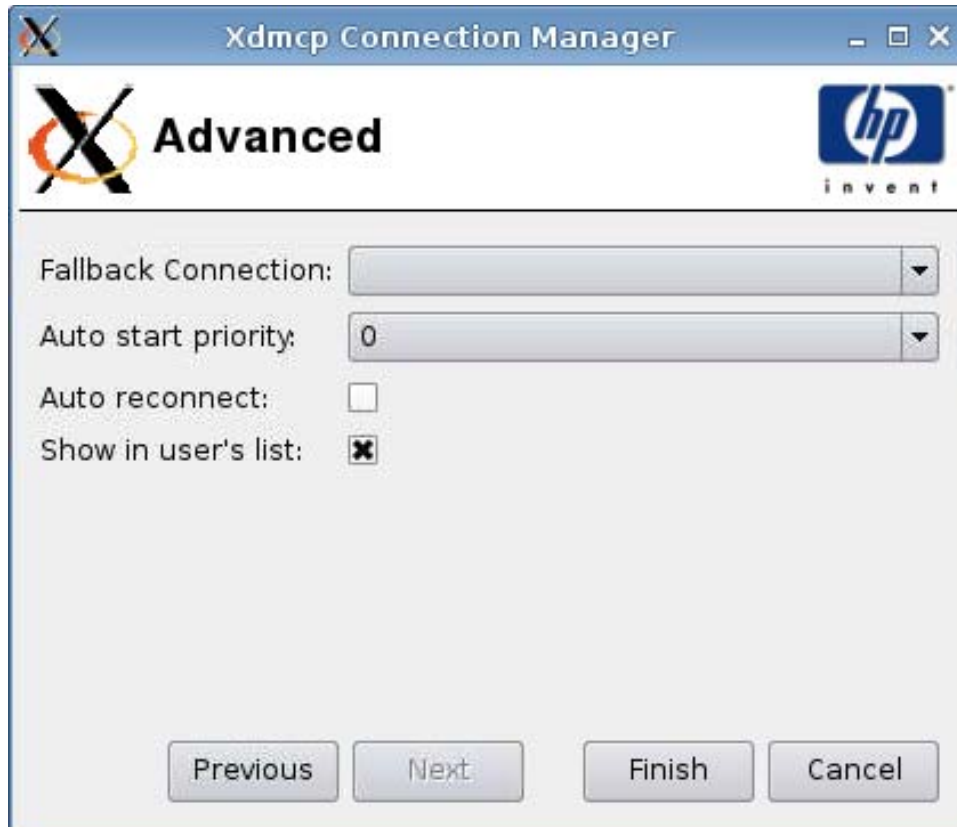 Xdmcp Connection Manager
Advanced
hp
invent
Fallback Connection:
Auto start priority: 0
Auto reconnect:
Show in user's list:
Previous Next Finish Cancel